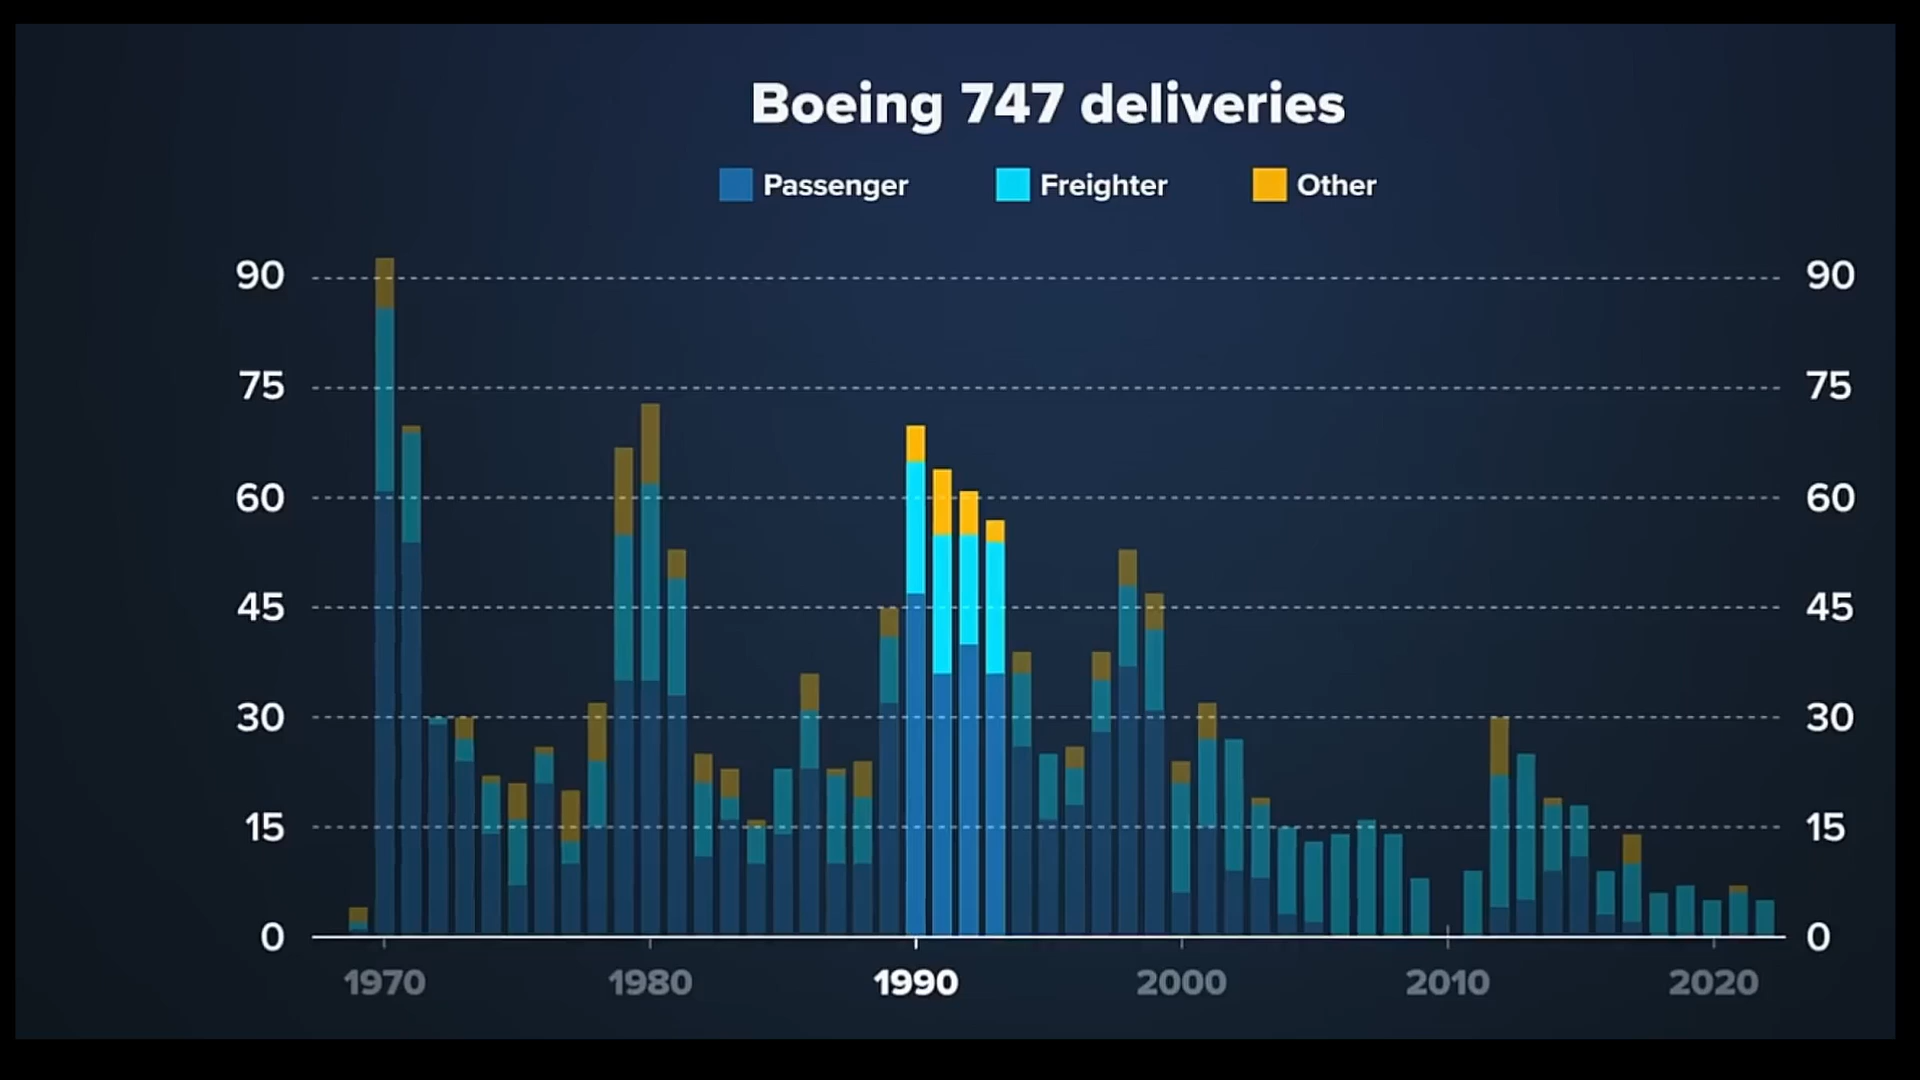 Boeing 747 deliveries
Passenger Freighter Other
90 90
75 75
60 60
45 45
30 30
15 15
0 0
1970 1980 1990 2000 2010 2020